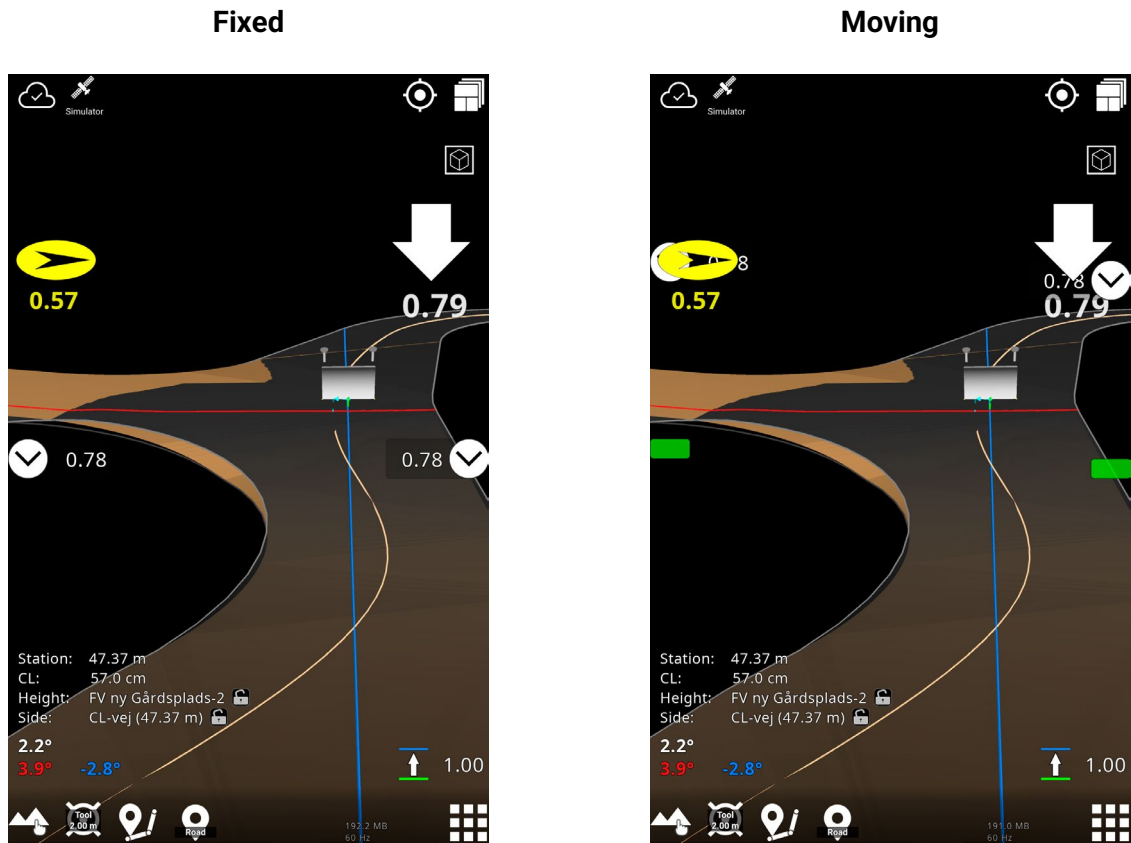 Fixed
Simulator
0.57
0.79
0.78
0.78
Station: 47.37 m
CL: 57.0 cm
Height: FV ny Gårdsplads-2
Side: CL-vej (47.37 m)
2.2°
3.9° -2.8°
1.00
Tool
2.00 m
Road
192.2 MB
60 Hz
Moving
Simulator
8
0.78
0.57
0.79
Station: 47.37 m
CL: 57.0 cm
Height: FV ny Gårdsplads-2
Side: CL-vej (47.37 m)
2.2°
3.9° -2.8°
1.00
Tool
2.00 m
Road
191.0 MB
60 Hz